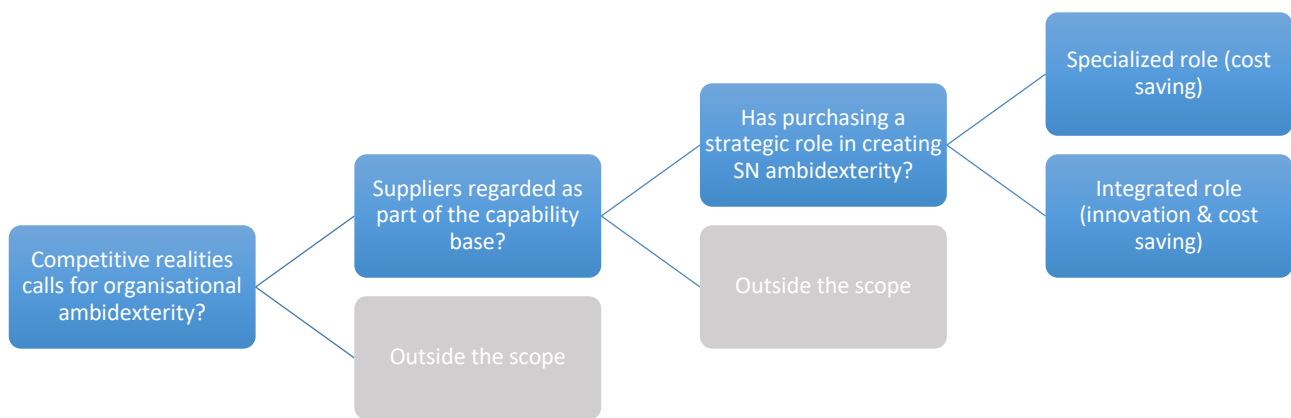 Competitive realities
calls for organisational
ambidexterity?
Suppliers regarded as
part of the capability
base?
Outside the scope
Has purchasing a
strategic role in creating
SN ambidexterity?
Outside the scope
Specialized role (cost
saving)
Integrated role
(innovation & cost
saving)